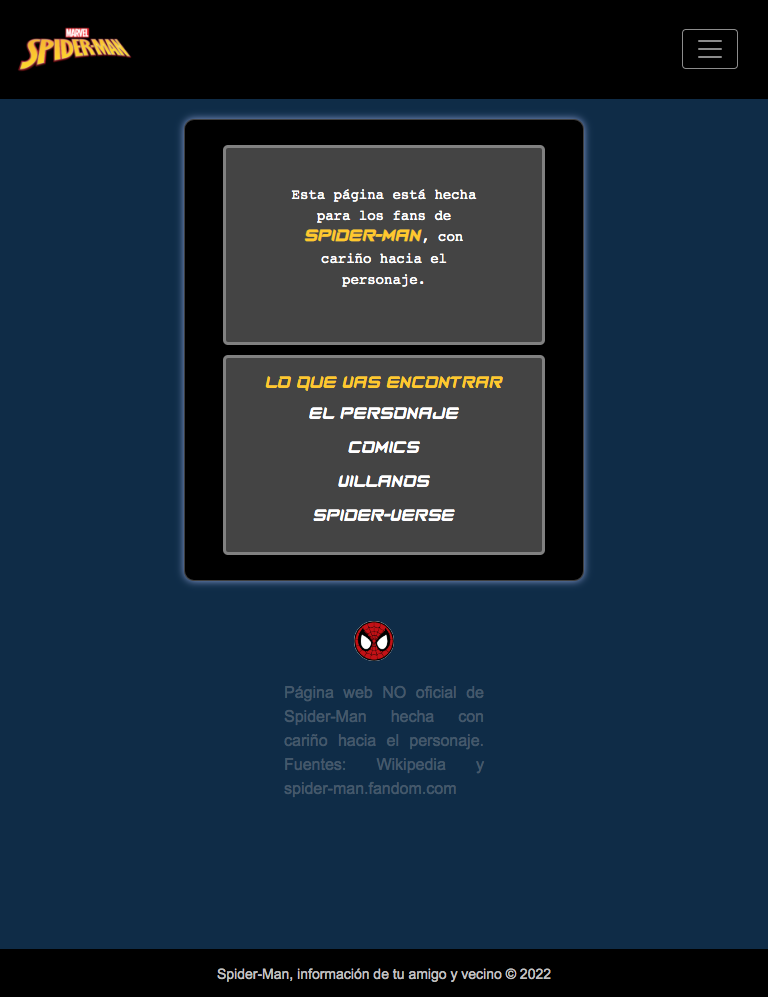 MARVEL
SPIDER-MAN
Esta página está hecha
para los fans de
SPIDER-MAN, con
cariño hacia el
personaje.
LO QUE VAS ENCONTRAR
EL PERSONAJE
COMICS
VILLANOS
SPIDER-VERSE
Página web NO oficial de
Spider-Man hecha con
cariño hacia el personaje.
Fuentes: Wikipedia y
spider-man.fandom.com
Spider-Man, información de tu amigo y vecino © 2022